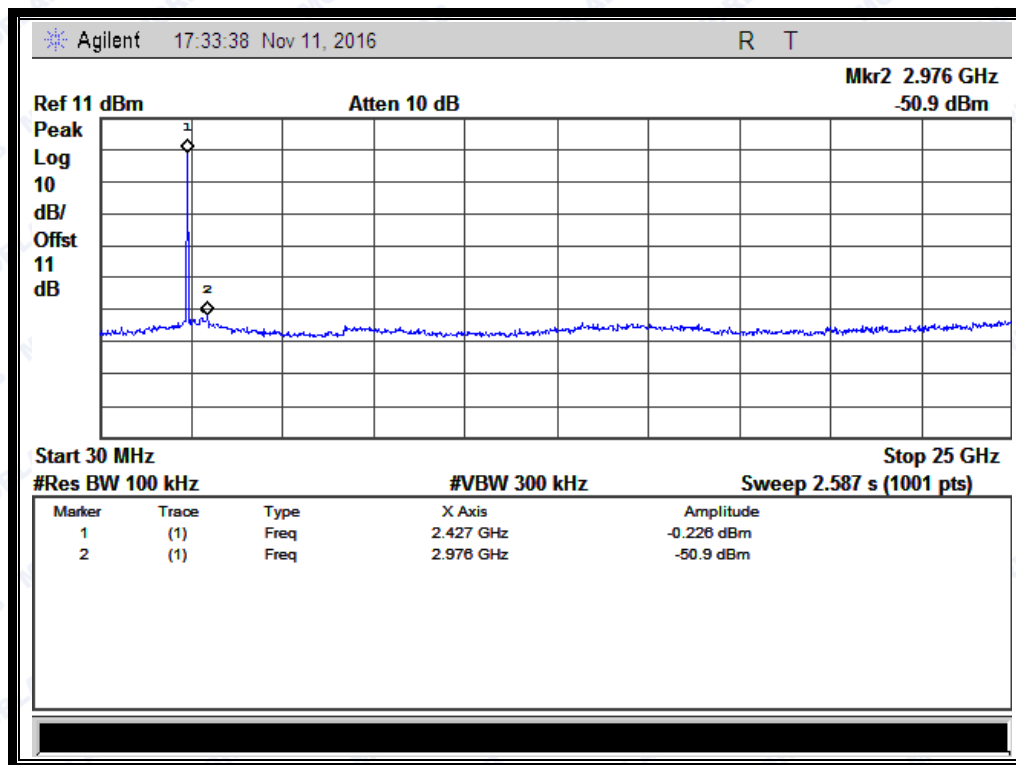 Agilent 17:33:38 Nov 11, 2016 R T
Mkr2 2.976 GHz
Ref 11 dBm Atten 10 dB -50.9 dBm
Peak
Log
10
dB/
Offst
11
dB
1
2
Start 30 MHz Stop 25 GHz
#Res BW 100 kHz #VBW 300 kHz Sweep 2.587 s (1001 pts)
Marker Trace Type X Axis Amplitude
1 (1) Freq 2.427 GHz -0.226 dBm
2 (1) Freq 2.976 GHz -50.9 dBm